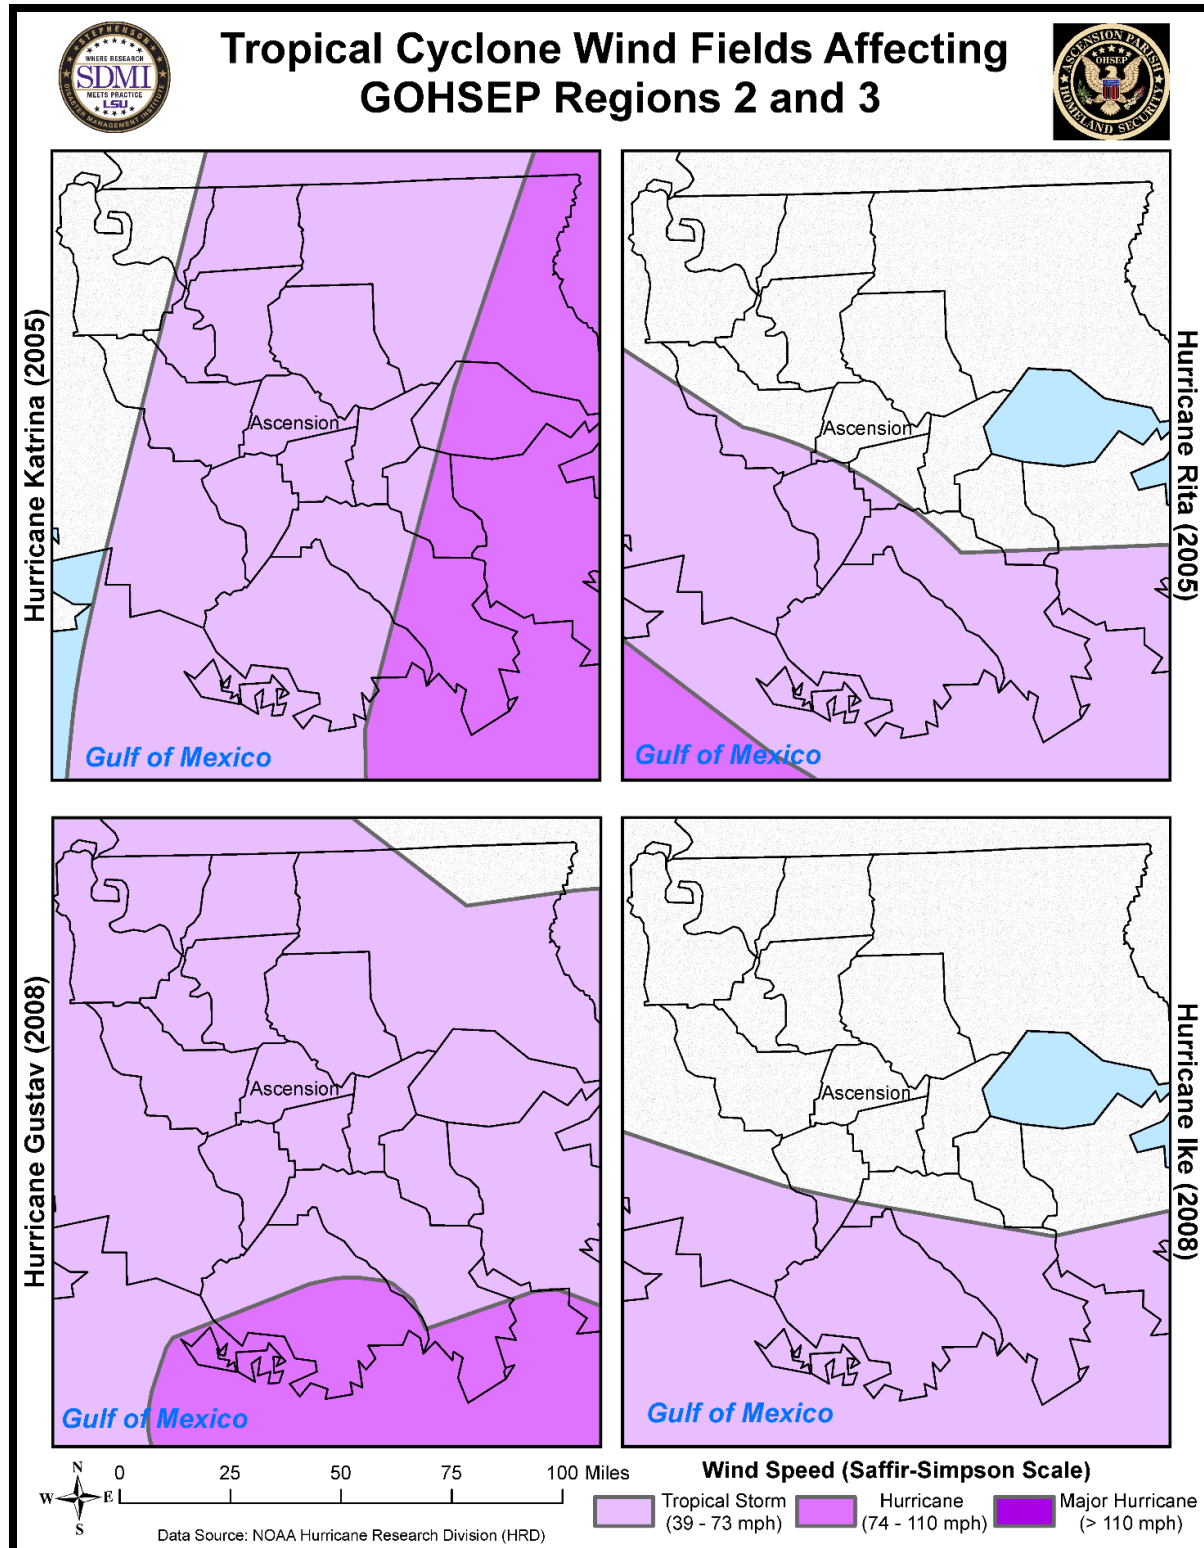 STEPHENSON
WHERE RESEARCH
SDMI
MEETS PRACTICE
LSU
DISASTER MANAGEMENT INSTITUTE
Tropical Cyclone Wind Fields Affecting
GOHSEP Regions 2 and 3
ASCENSION PARISH
OHSEP
HOMELAND SECURITY
Hurricane Katrina (2005)
Ascension
Gulf of Mexico
Hurricane Rita (2005)
Ascension
Gulf of Mexico
Hurricane Gustav (2008)
Ascension
Gulf of Mexico
Hurricane Ike (2008)
Ascension
Gulf of Mexico
N
W E
S
0 25 50 75 100 Miles
Data Source: NOAA Hurricane Research Division (HRD)
Wind Speed (Saffir-Simpson Scale)
Tropical Storm
(39 - 73 mph)
Hurricane
(74 - 110 mph)
Major Hurricane
(> 110 mph)